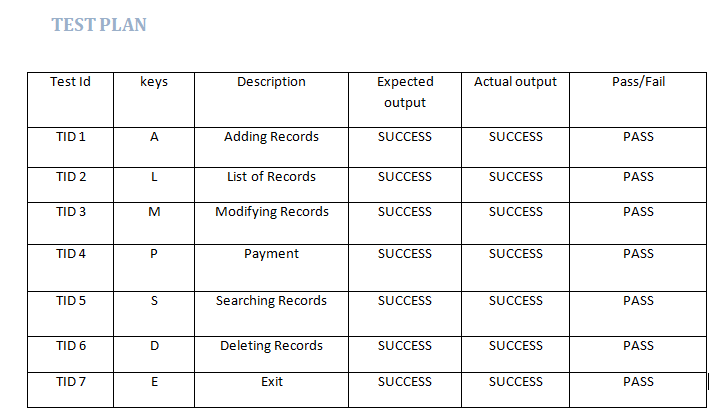 TEST PLAN
Test Id keys Description Expected output Actual output Pass/Fail
TID 1 A Adding Records SUCCESS SUCCESS PASS
TID 2 L List of Records SUCCESS SUCCESS PASS
TID 3 M Modifying Records SUCCESS SUCCESS PASS
TID 4 P Payment SUCCESS SUCCESS PASS
TID 5 S Searching Records SUCCESS SUCCESS PASS
TID 6 D Deleting Records SUCCESS SUCCESS PASS
TID 7 E Exit SUCCESS SUCCESS PASS